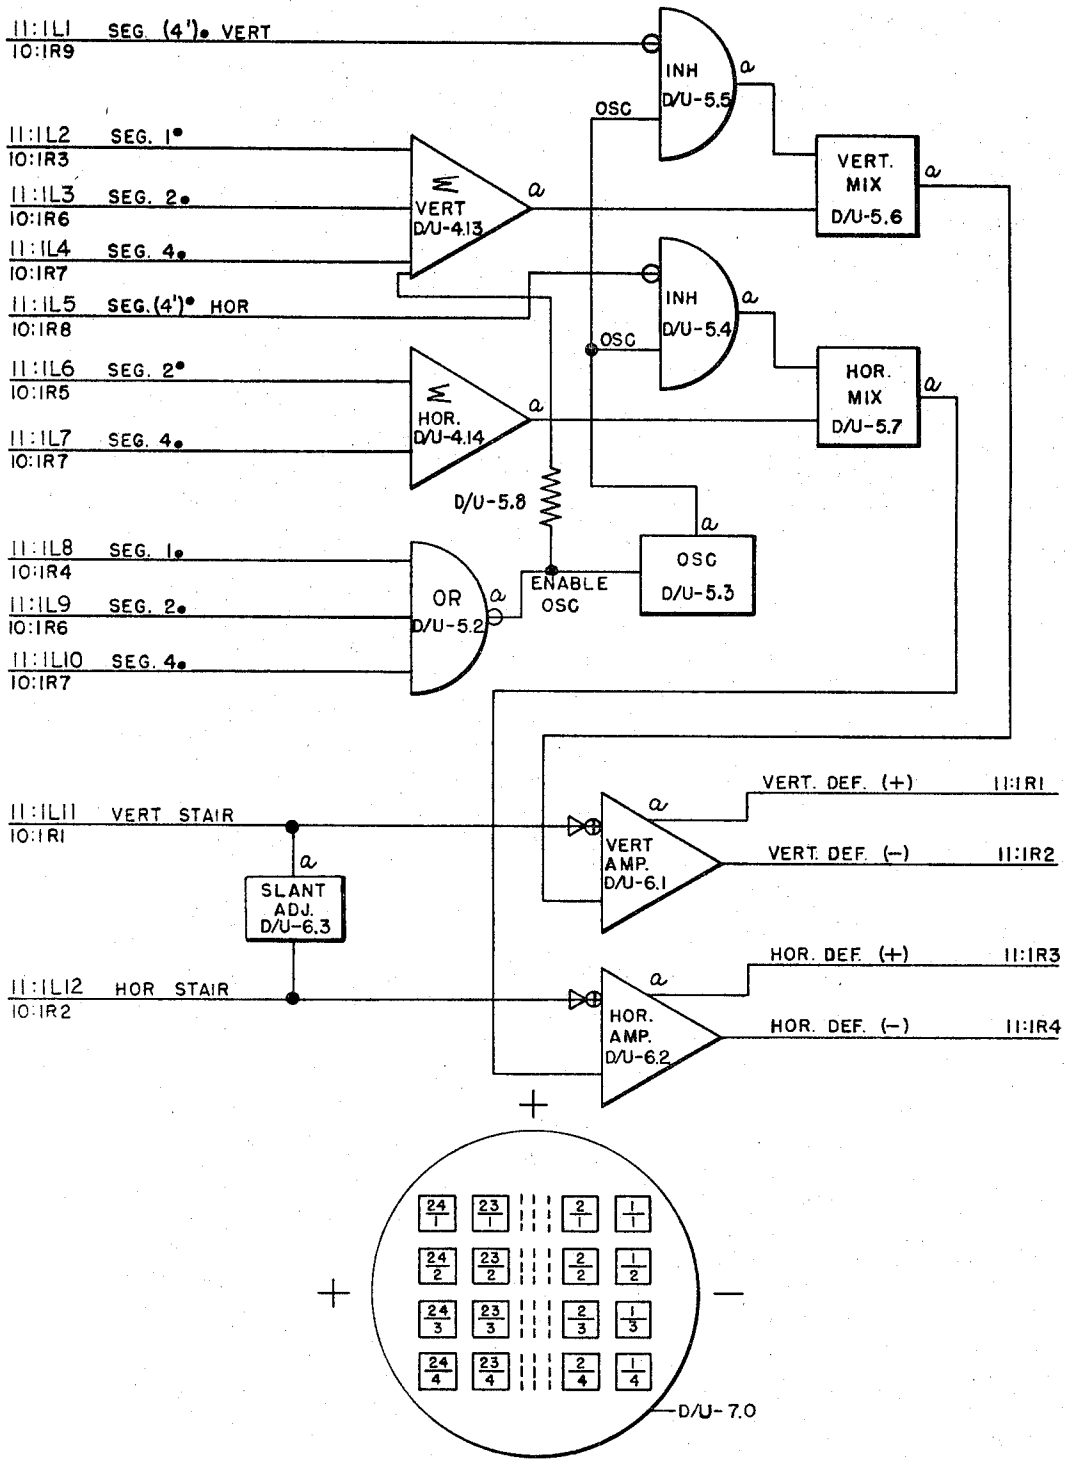 11:1L1 SEG. (4')• VERT
10:1R9
INH
D/U-5.5
a
OSC
11:1L2 SEG. 1•
10:1R3
11:1L3 SEG. 2•
10:1R6
11:1L4 SEG. 4•
10:1R7
Σ
VERT
D/U-4.13
a
VERT.
MIX
D/U-5.6
a
11:1L5 SEG.(4')• HOR
10:1R8
INH
D/U-5.4
a
OSC
11:1L6 SEG. 2•
10:1R5
11:1L7 SEG. 4•
10:1R7
Σ
HOR.
D/U-4.14
a
HOR.
MIX
D/U-5.7
a
D/U-5.8
11:1L8 SEG. 1•
10:1R4
11:1L9 SEG. 2•
10:1R6
11:1L10 SEG. 4•
10:1R7
OR
D/U-5.2
a
ENABLE
OSC
a
OSC
D/U-5.3
11:1L11 VERT STAIR
10:1R1
a
SLANT
ADJ.
D/U-6.3
11:1L12 HOR STAIR
10:1R2
VERT
AMP.
D/U-6.1
a
VERT. DEF. (+) 11:1R1
VERT. DEF. (−) 11:1R2
HOR.
AMP.
D/U-6.2
a
HOR. DEF. (+) 11:1R3
HOR. DEF. (−) 11:1R4
+
24/1 23/1 2/1 1/1
24/2 23/2 2/2 1/2
+ −
24/3 23/3 2/3 1/3
24/4 23/4 2/4 1/4
D/U-7.0